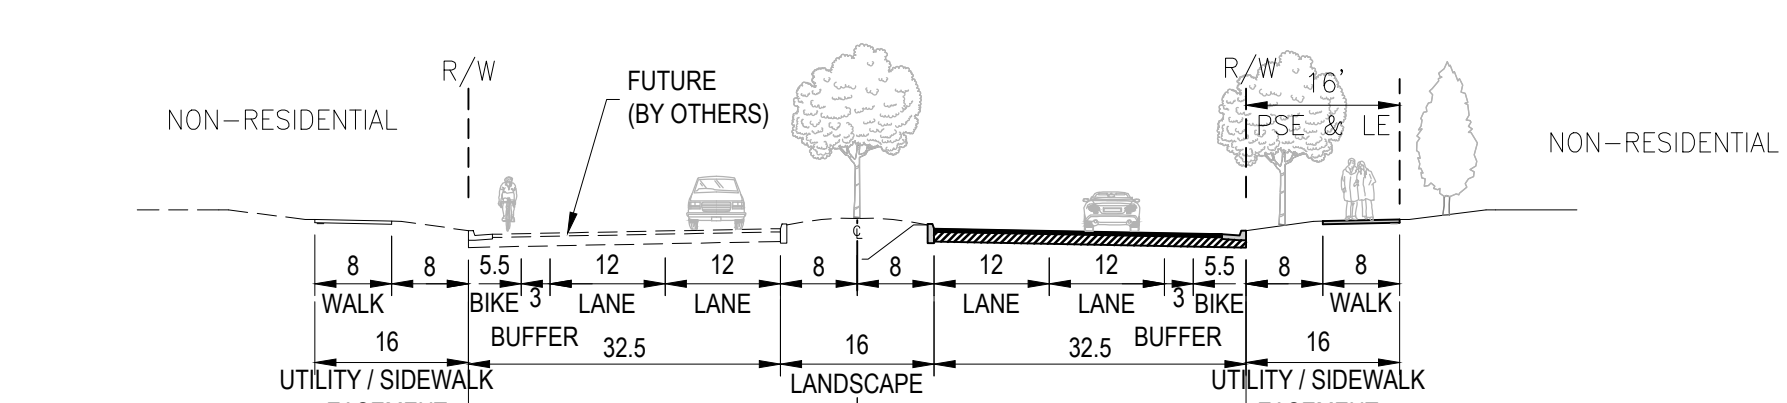 R/W
FUTURE
(BY OTHERS)
R/W
16'
PSE & LE
NON-RESIDENTIAL
NON-RESIDENTIAL
℄
8 8 5.5 12 12 8 8 12 12 5.5 8 8
WALK BIKE 3 LANE LANE LANE LANE 3 BIKE WALK
BUFFER BUFFER
16 32.5 16 32.5 16
UTILITY / SIDEWALK LANDSCAPE UTILITY / SIDEWALK